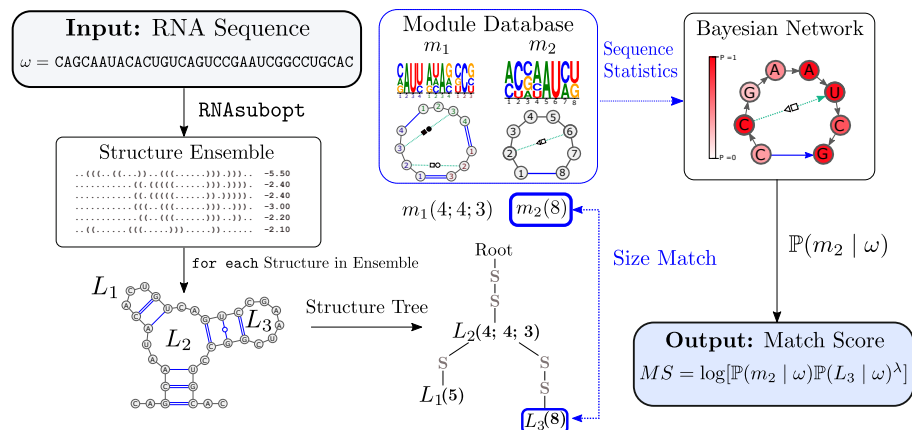 Input: RNA Sequence
ω = CAGCAAUACACUGUCAGUCCGAAUCGGCCUGCAC
RNAsubopt
Structure Ensemble
for each Structure in Ensemble
L1
L2
L3
Structure Tree
Module Database
m1
m2
m1(4; 4; 3)
m2(8)
Sequence
Statistics
Size Match
Root
S
S
L2(4; 4; 3)
S
S
S
L1(5)
L3(8)
Bayesian Network
P = 1
P = 0
G A A U C G C C
ℙ(m2 | ω)
Output: Match Score
MS = log[ℙ(m2 | ω)ℙ(L3 | ω)^λ]
-5.50
-2.40
-2.40
-3.00
-2.20
-2.10